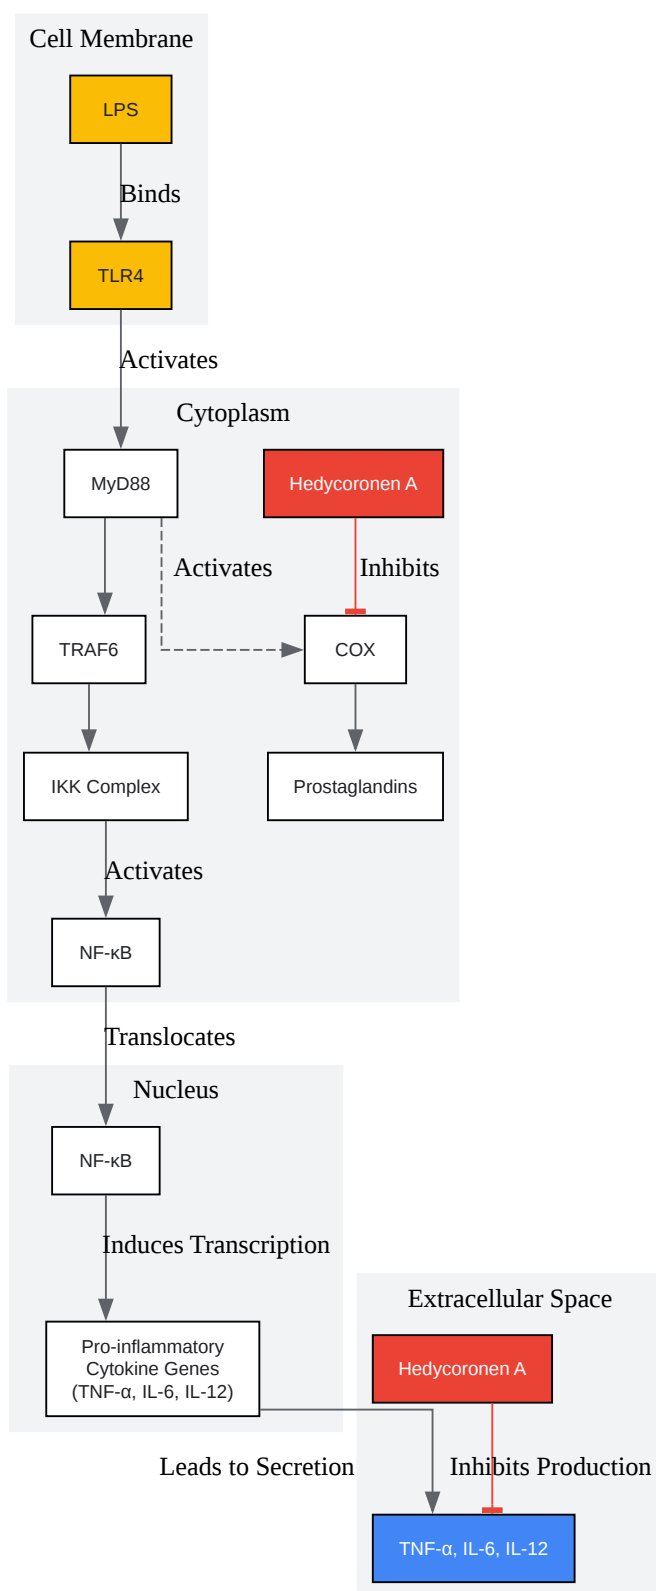 Cell Membrane
LPS
Binds
TLR4
Activates
Cytoplasm
MyD88
Hedycoronen A
Activates
Inhibits
TRAF6
COX
IKK Complex
Prostaglandins
Activates
NF-κB
Translocates
Nucleus
NF-κB
Induces Transcription
Extracellular Space
Pro-inflammatory
Cytokine Genes
(TNF-α, IL-6, IL-12)
Hedycoronen A
Leads to Secretion
Inhibits Production
TNF-α, IL-6, IL-12